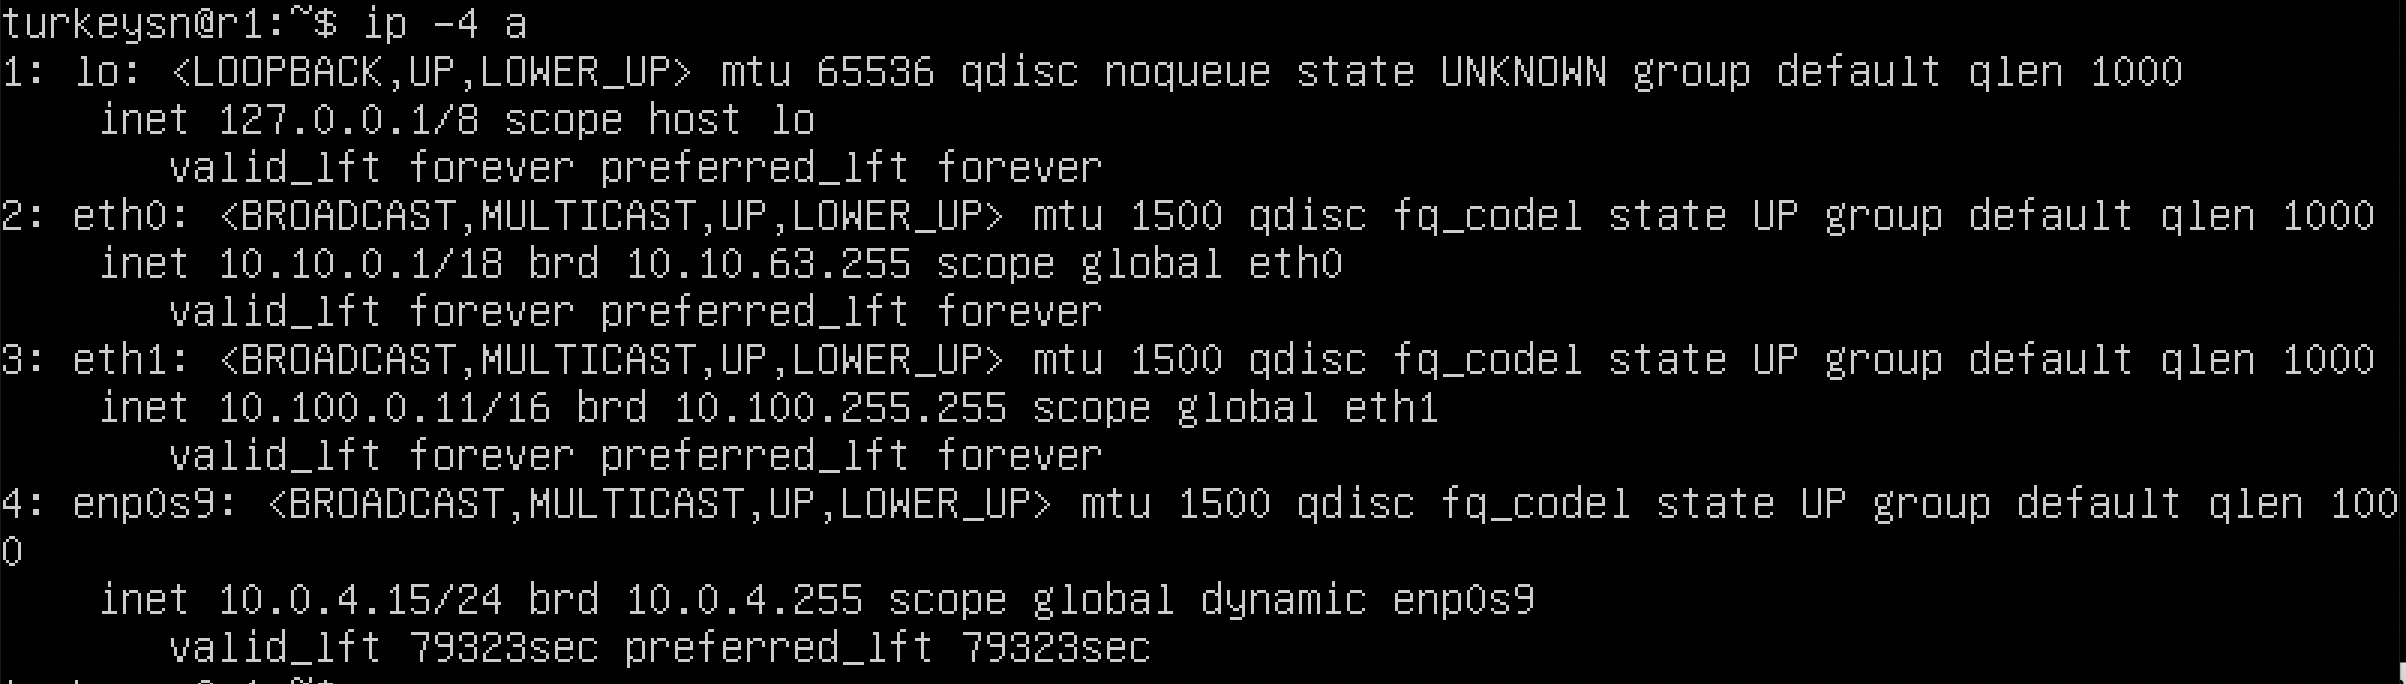 turkeysn@r1:~$ ip -4 a
1: lo: <LOOPBACK,UP,LOWER_UP> mtu 65536 qdisc noqueue state UNKNOWN group default qlen 1000
    inet 127.0.0.1/8 scope host lo
       valid_lft forever preferred_lft forever
2: eth0: <BROADCAST,MULTICAST,UP,LOWER_UP> mtu 1500 qdisc fq_codel state UP group default qlen 1000
    inet 10.10.0.1/18 brd 10.10.63.255 scope global eth0
       valid_lft forever preferred_lft forever
3: eth1: <BROADCAST,MULTICAST,UP,LOWER_UP> mtu 1500 qdisc fq_codel state UP group default qlen 1000
    inet 10.100.0.11/16 brd 10.100.255.255 scope global eth1
       valid_lft forever preferred_lft forever
4: enp0s9: <BROADCAST,MULTICAST,UP,LOWER_UP> mtu 1500 qdisc fq_codel state UP group default qlen 100
0
    inet 10.0.4.15/24 brd 10.0.4.255 scope global dynamic enp0s9
       valid_lft 79323sec preferred_lft 79323sec